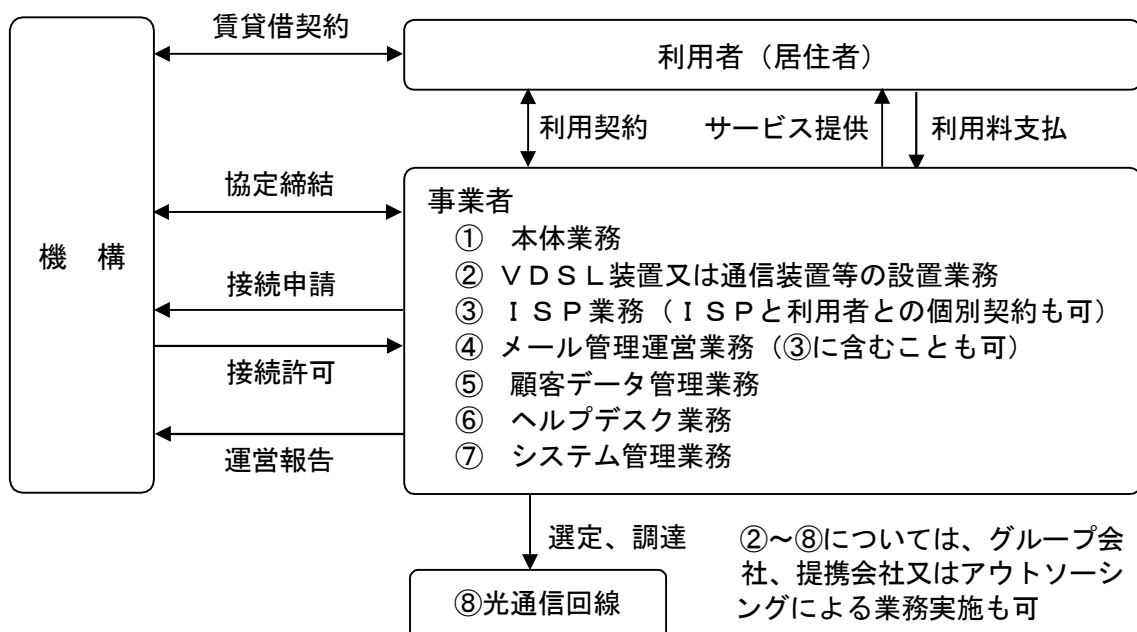 賃貸借契約
利用者（居住者）
利用契約
サービス提供
利用料支払
機　構
協定締結
接続申請
接続許可
運営報告
事業者
①　本体業務
② ＶＤＳＬ装置又は通信装置等の設置業務
③ ＩＳＰ業務（ＩＳＰと利用者との個別契約も可）
④ メール管理運営業務（③に含むことも可）
⑤　顧客データ管理業務
⑥　ヘルプデスク業務
⑦　システム管理業務
選定、調達
⑧光通信回線
②～⑧については、グループ会
社、提携会社又はアウトソーシ
ングによる業務実施も可